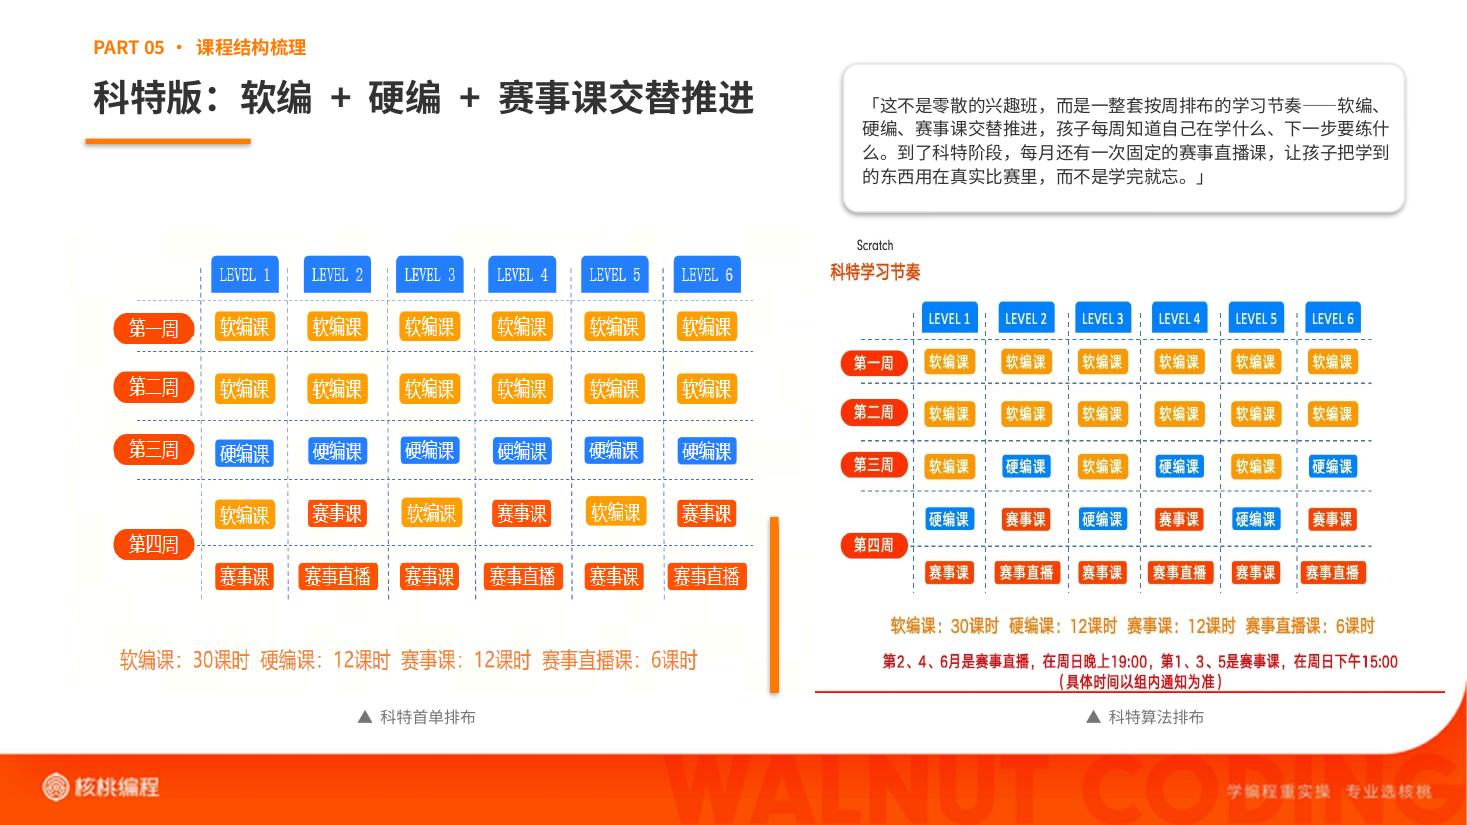 PART 05 • 课程结构梳理
科特版：软编 + 硬编 + 赛事课交替推进
「这不是零散的兴趣班，而是一整套按周排布的学习节奏——软编、
硬编、赛事课交替推进，孩子每周知道自己在学什么、下一步要练什
么。到了科特阶段，每月还有一次固定的赛事直播课，让孩子把学到
的东西用在真实比赛里，而不是学完就忘。」
LEVEL 1 LEVEL 2 LEVEL 3 LEVEL 4 LEVEL 5 LEVEL 6
第一周 软编课 软编课 软编课 软编课 软编课 软编课
第二周 软编课 软编课 软编课 软编课 软编课 软编课
第三周 硬编课 硬编课 硬编课 硬编课 硬编课 硬编课
软编课 赛事课 软编课 赛事课 软编课 赛事课
第四周
赛事课 赛事直播 赛事课 赛事直播 赛事课 赛事直播
软编课：30课时 硬编课：12课时 赛事课：12课时 赛事直播课：6课时
▲ 科特首单排布
Scratch
科特学习节奏
LEVEL 1 LEVEL 2 LEVEL 3 LEVEL 4 LEVEL 5 LEVEL 6
第一周 软编课 软编课 软编课 软编课 软编课 软编课
第二周 软编课 软编课 软编课 软编课 软编课 软编课
第三周 软编课 硬编课 软编课 硬编课 软编课 硬编课
硬编课 赛事课 硬编课 赛事课 硬编课 赛事课
第四周
赛事课 赛事直播 赛事课 赛事直播 赛事课 赛事直播
软编课：30课时 硬编课：12课时 赛事课：12课时 赛事直播课：6课时
第2、4、6月是赛事直播，在周日晚上19:00，第1、3、5是赛事课，在周日下午15:00
（具体时间以组内通知为准）
▲ 科特算法排布
核桃编程
WALNUT CODING
学编程重实操 专业选核桃